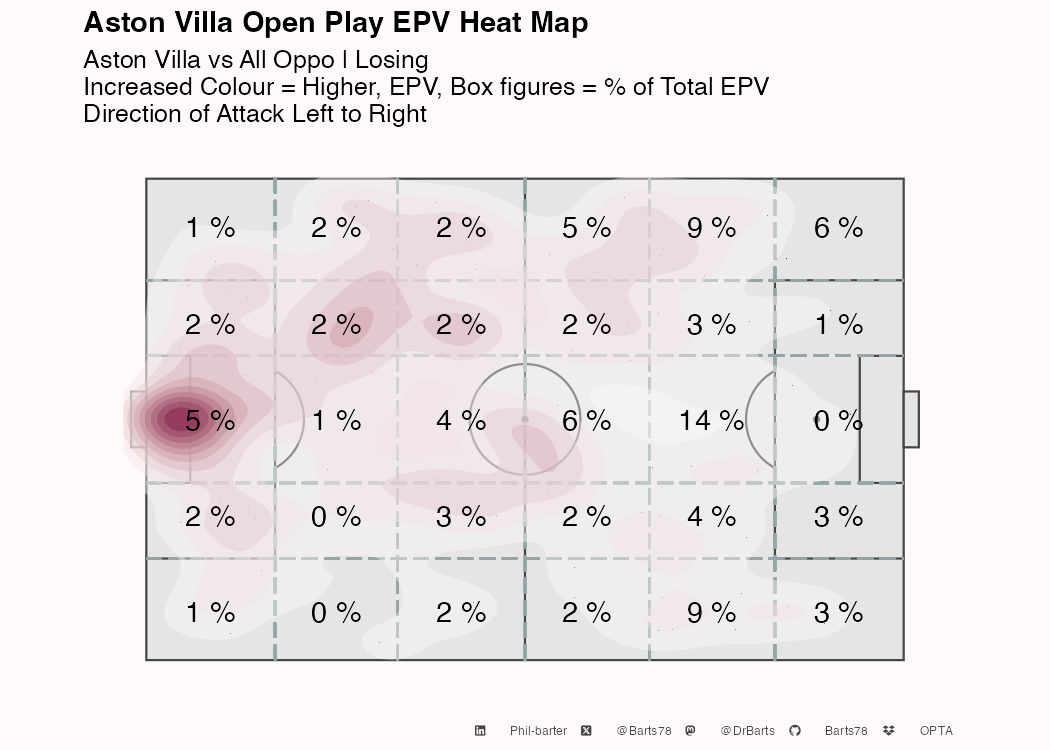 Aston Villa Open Play EPV Heat Map
Aston Villa vs All Oppo | Losing
Increased Colour = Higher, EPV, Box figures = % of Total EPV
Direction of Attack Left to Right
1 % 2 % 2 % 5 % 9 % 6 %
2 % 2 % 2 % 2 % 3 % 1 %
5 % 1 % 4 % 6 % 14 % 0 %
2 % 0 % 3 % 2 % 4 % 3 %
1 % 0 % 2 % 2 % 9 % 3 %
Phil-barter @Barts78 @DrBarts Barts78 OPTA